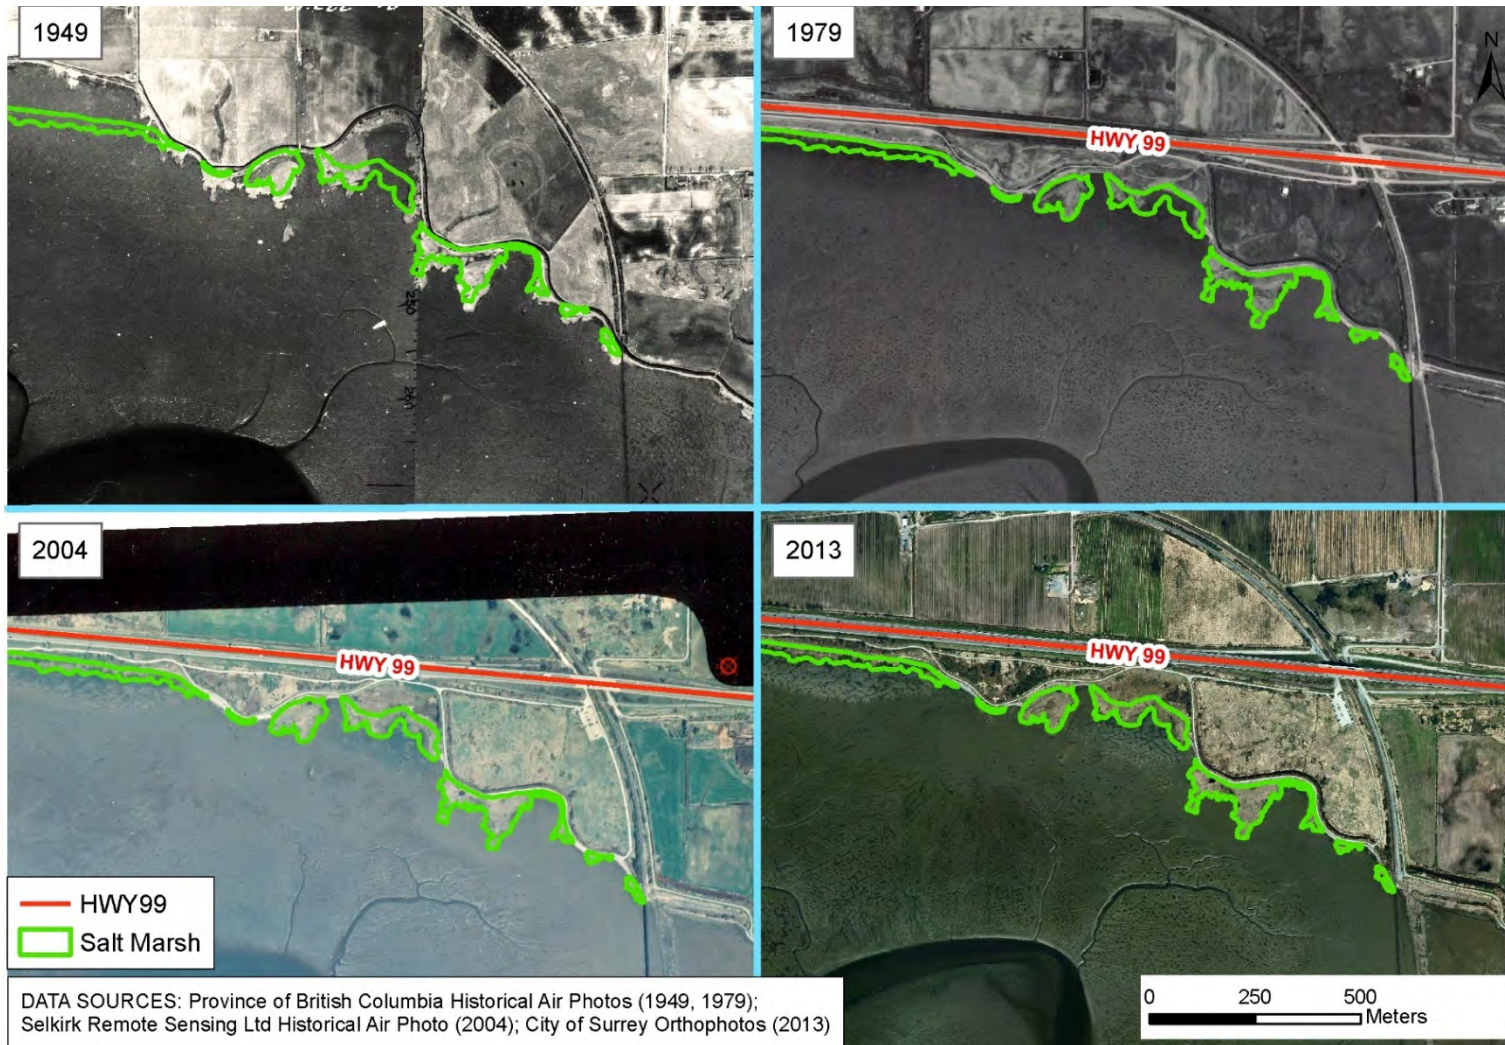 1949
1979
N
HWY 99
250
260
2004
2013
HWY 99
HWY 99
HWY99
Salt Marsh
0 250 500
Meters
DATA SOURCES: Province of British Columbia Historical Air Photos (1949, 1979);
Selkirk Remote Sensing Ltd Historical Air Photo (2004); City of Surrey Orthophotos (2013)